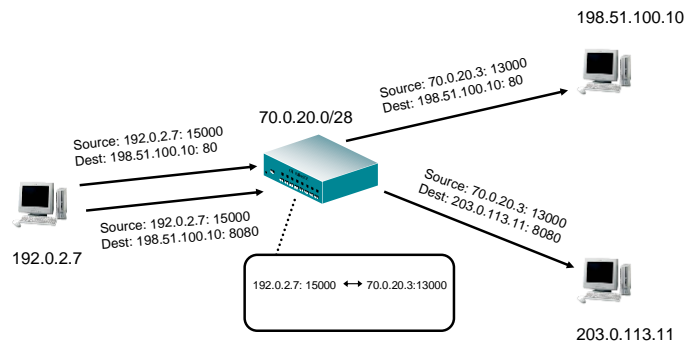 198.51.100.10
Source: 70.0.20.3: 13000
Dest: 198.51.100.10: 80
70.0.20.0/28
Source: 192.0.2.7: 15000
Dest: 198.51.100.10: 80
Source: 70.0.20.3: 13000
Dest: 203.0.113.11: 8080
Source: 192.0.2.7: 15000
Dest: 198.51.100.10: 8080
192.0.2.7
192.0.2.7: 15000 ↔ 70.0.20.3:13000
203.0.113.11